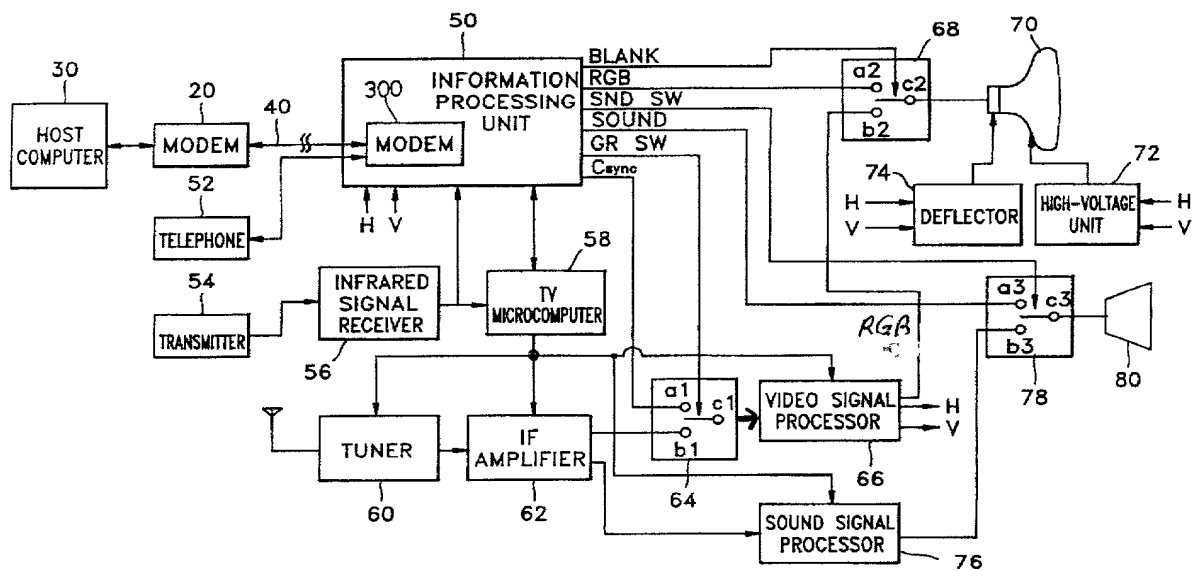 50
BLANK
RGB
SND SW
SOUND
GR SW
Csync
INFORMATION
PROCESSING
UNIT
300
MODEM
30
HOST
COMPUTER
20
MODEM
40
52
TELEPHONE
54
TRANSMITTER
H
V
INFRARED
SIGNAL
RECEIVER
56
58
TV
MICROCOMPUTER
68
a2
c2
b2
70
72
74
H
V
DEFLECTOR
HIGH-VOLTAGE
UNIT
H
V
RGB
a3
c3
b3
78
80
TUNER
60
IF
AMPLIFIER
62
a1
c1
b1
64
VIDEO SIGNAL
PROCESSOR
66
H
V
SOUND SIGNAL
PROCESSOR
76